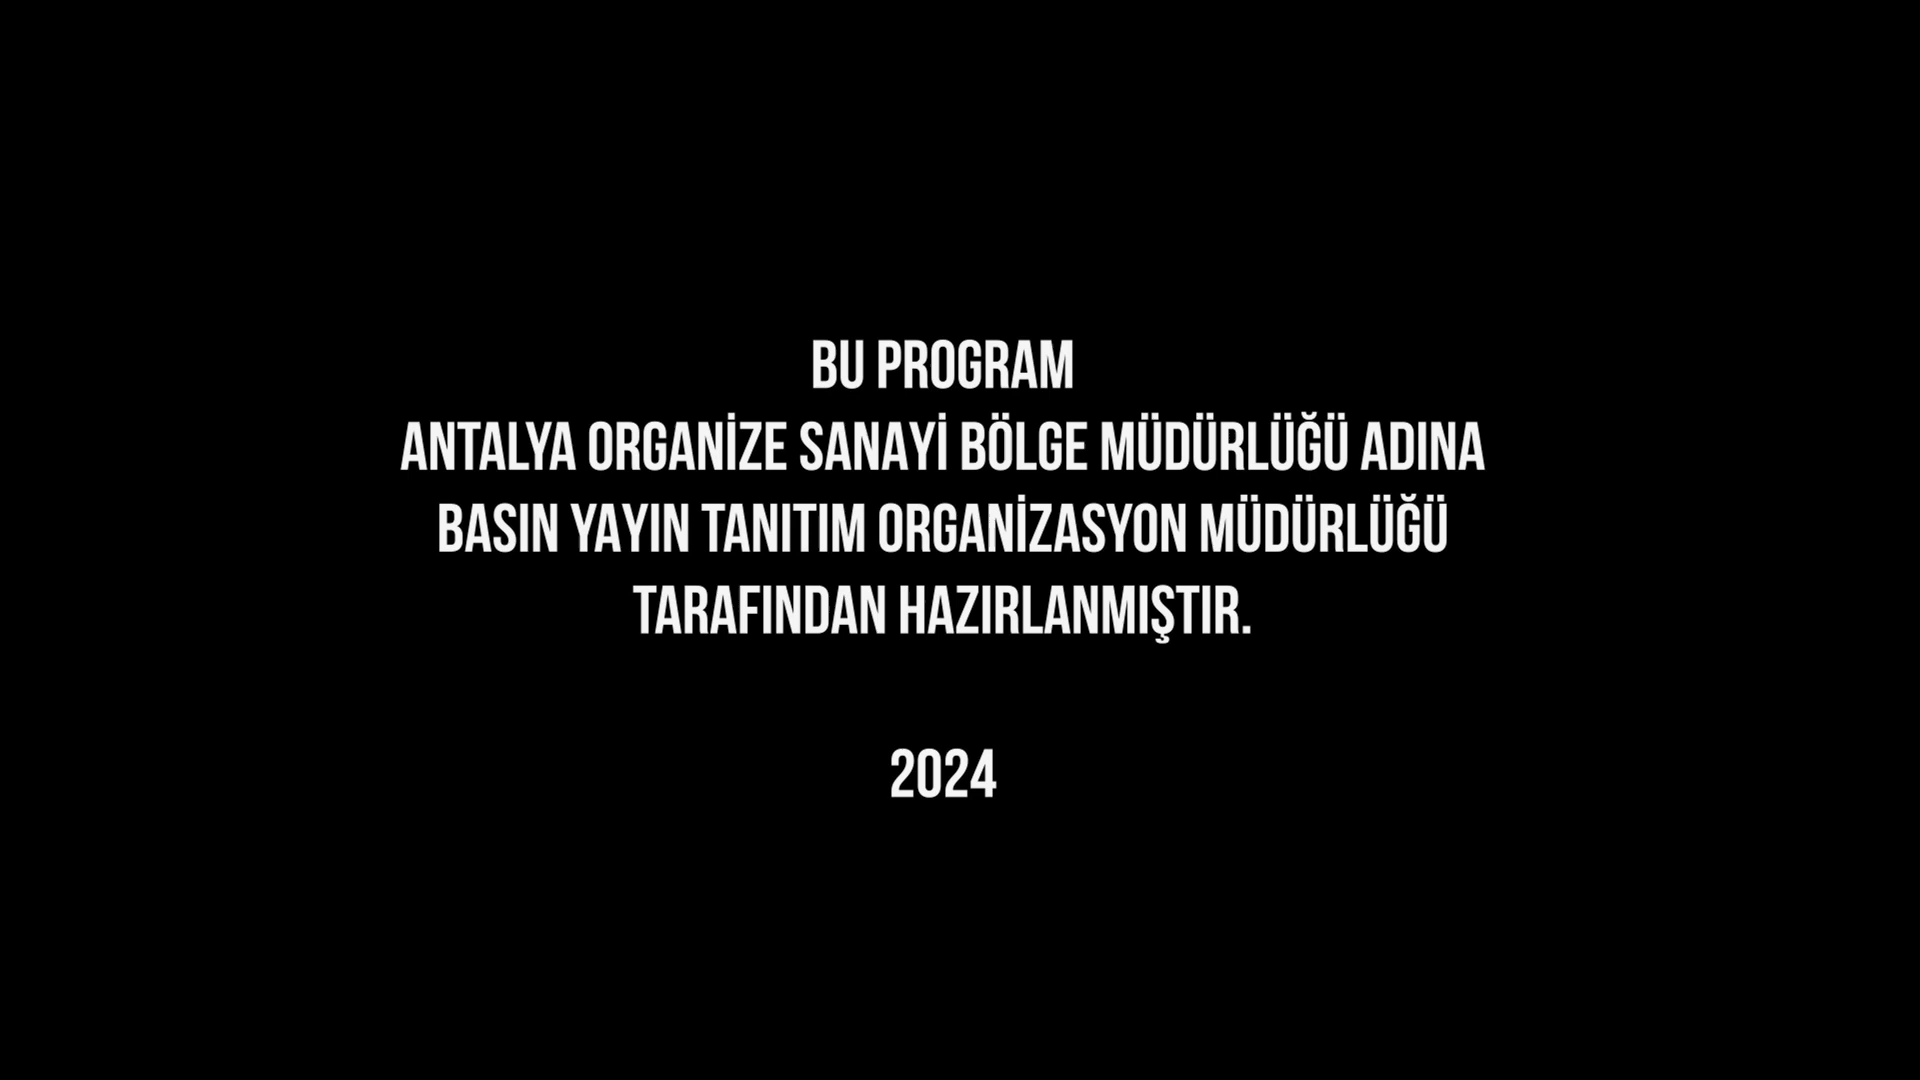 BU PROGRAM
ANTALYA ORGANİZE SANAYİ BÖLGE MÜDÜRLÜĞÜ ADINA
BASIN YAYIN TANITIM ORGANİZASYON MÜDÜRLÜĞÜ
TARAFINDAN HAZIRLANMIŞTIR.
2024